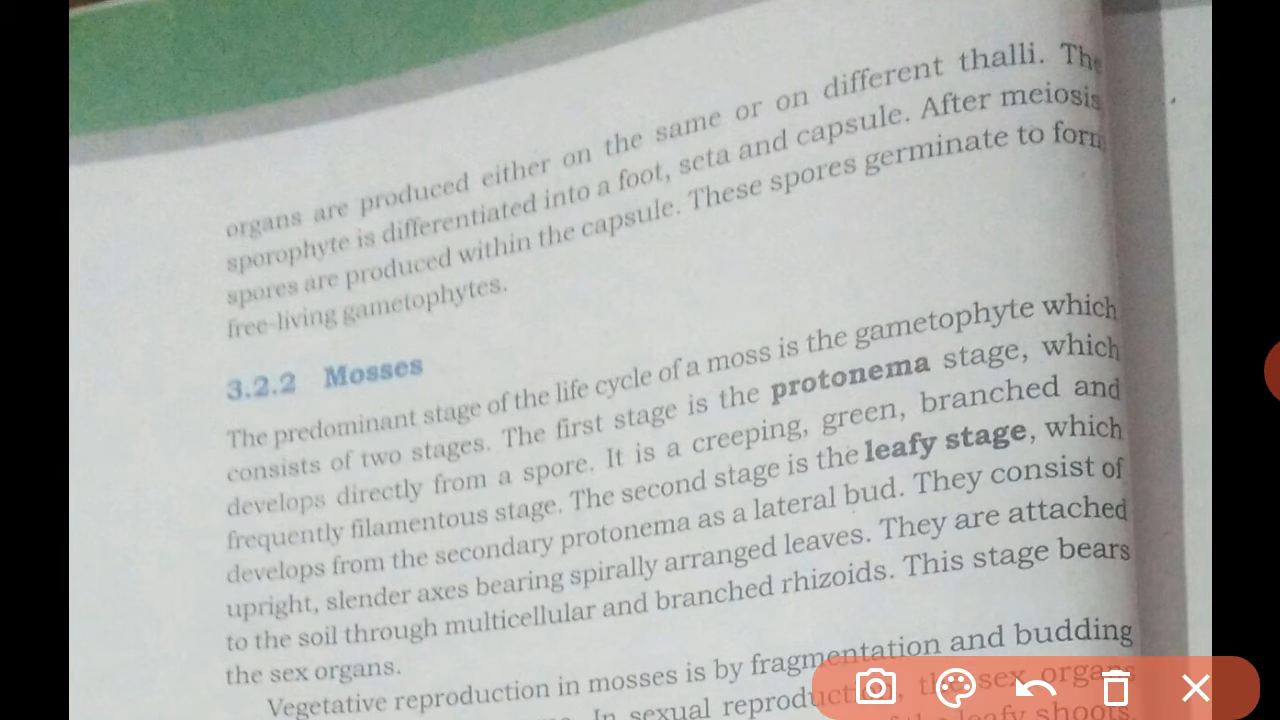 organs are produced either on the same or on different thalli. The
sporophyte is differentiated into a foot, seta and capsule. After meiosis
spores are produced within the capsule. These spores germinate to form
free-living gametophytes.
3.2.2 Mosses
The predominant stage of the life cycle of a moss is the gametophyte which
consists of two stages. The first stage is the protonema stage, which
develops directly from a spore. It is a creeping, green, branched and
frequently filamentous stage. The second stage is the leafy stage, which
develops from the secondary protonema as a lateral bud. They consist of
upright, slender axes bearing spirally arranged leaves. They are attached
to the soil through multicellular and branched rhizoids. This stage bears
the sex organs.
Vegetative reproduction in mosses is by fragmentation and budding
In sexual reproduction, the sex organs
leafy shoots